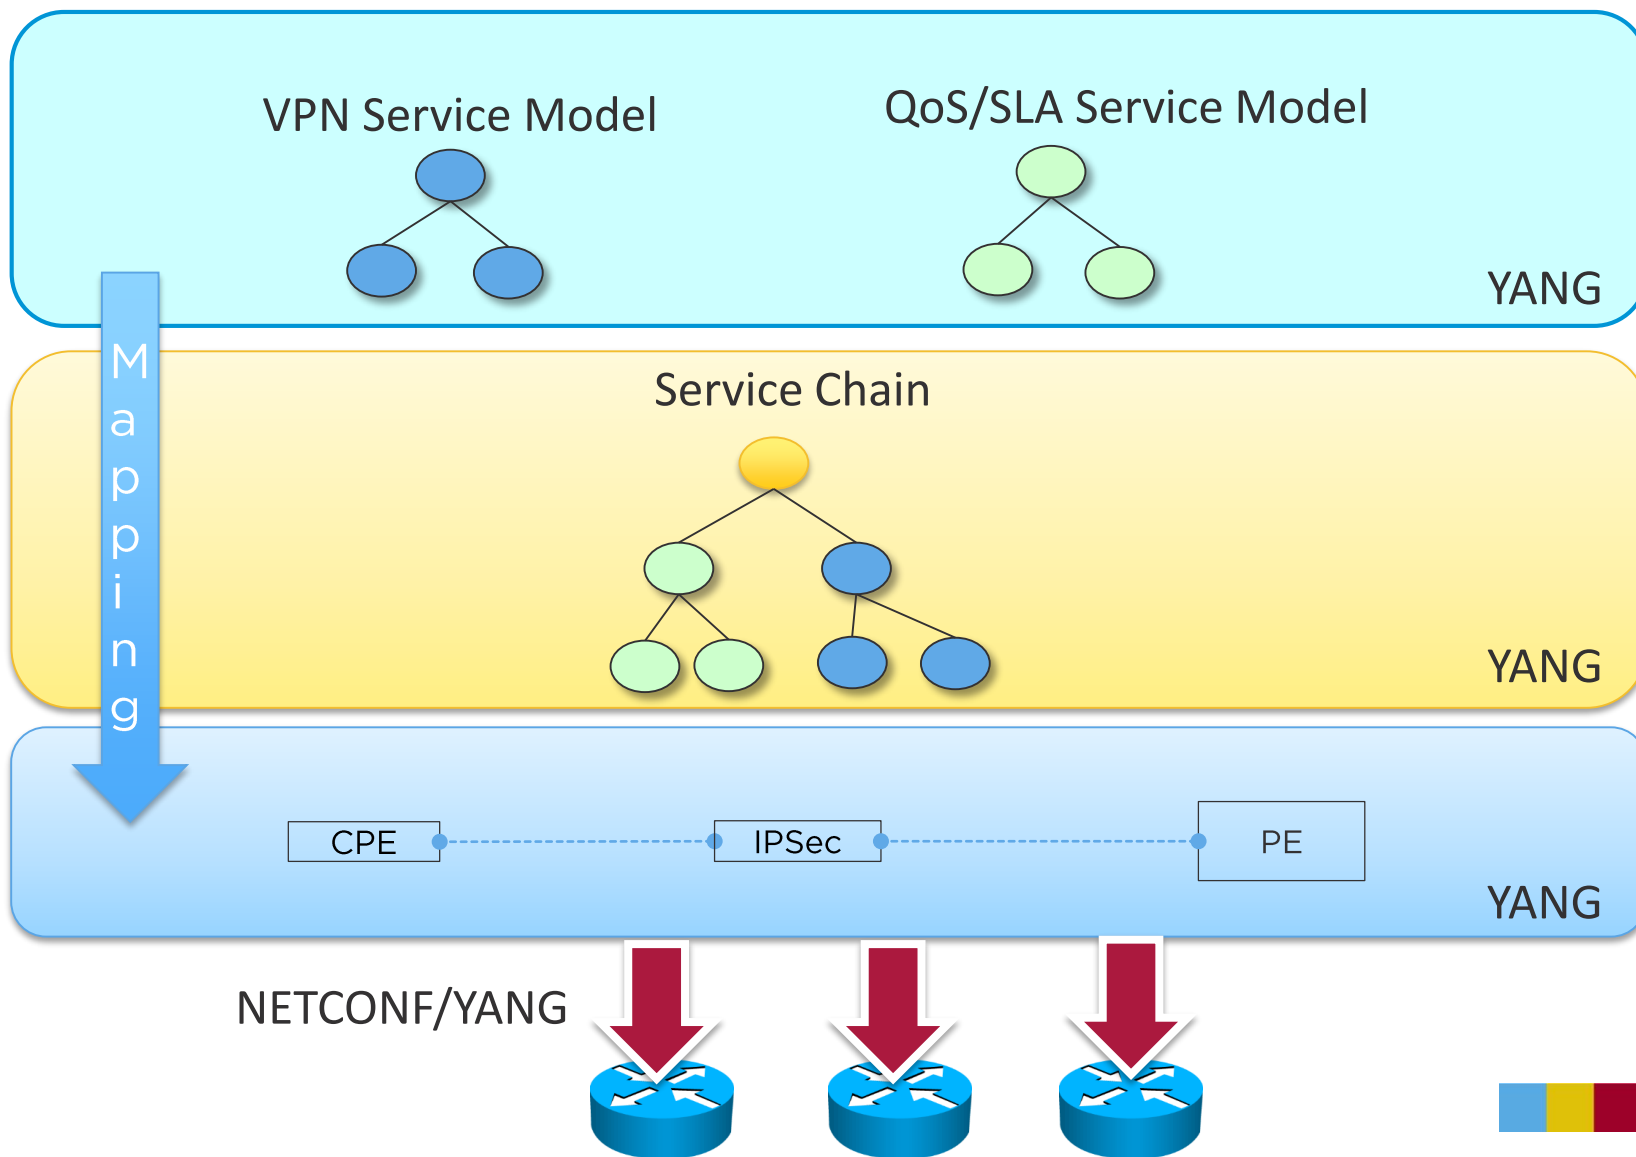 VPN Service Model
QoS/SLA Service Model
YANG
Mapping
Service Chain
YANG
CPE
IPSec
PE
YANG
NETCONF/YANG